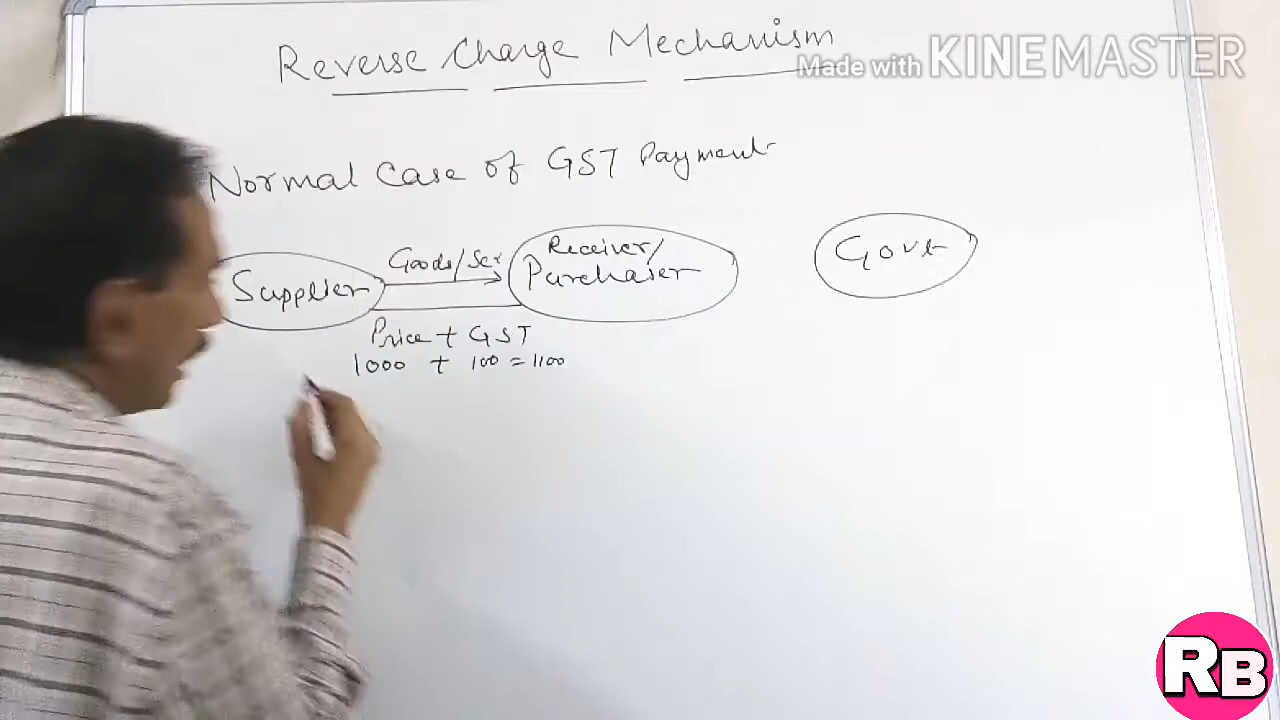 Reverse Charge Mechanism
Made with KINEMASTER
Normal Case of GST Payment
Supplier
Goods/Ser
Receiver/
Purchaser
Govt
Price + GST
1000 + 100 = 1100
RB